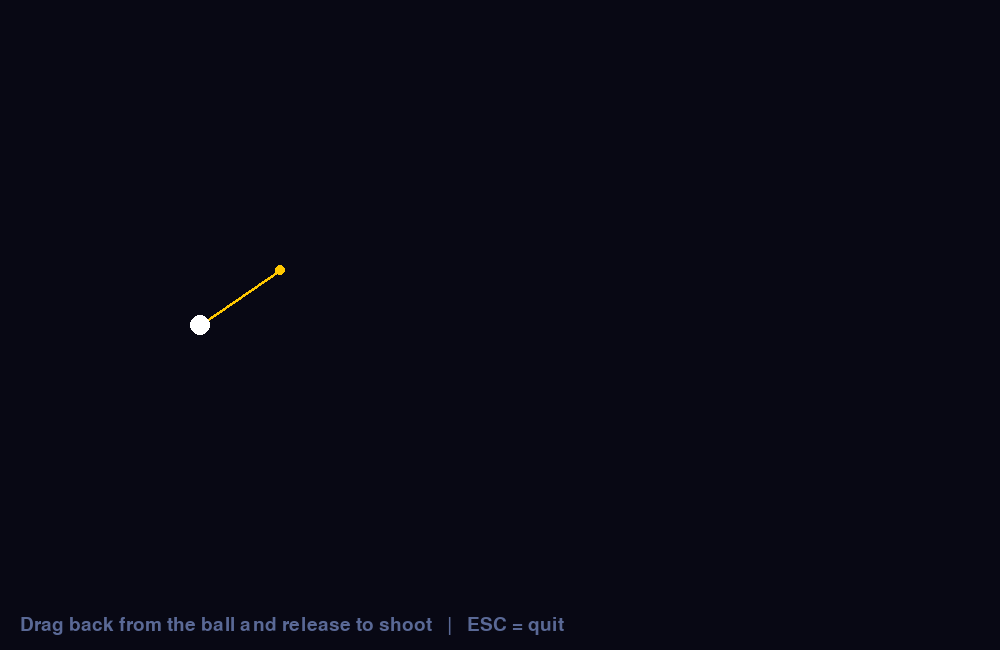 Drag back from the ball and release to shoot | ESC = quit